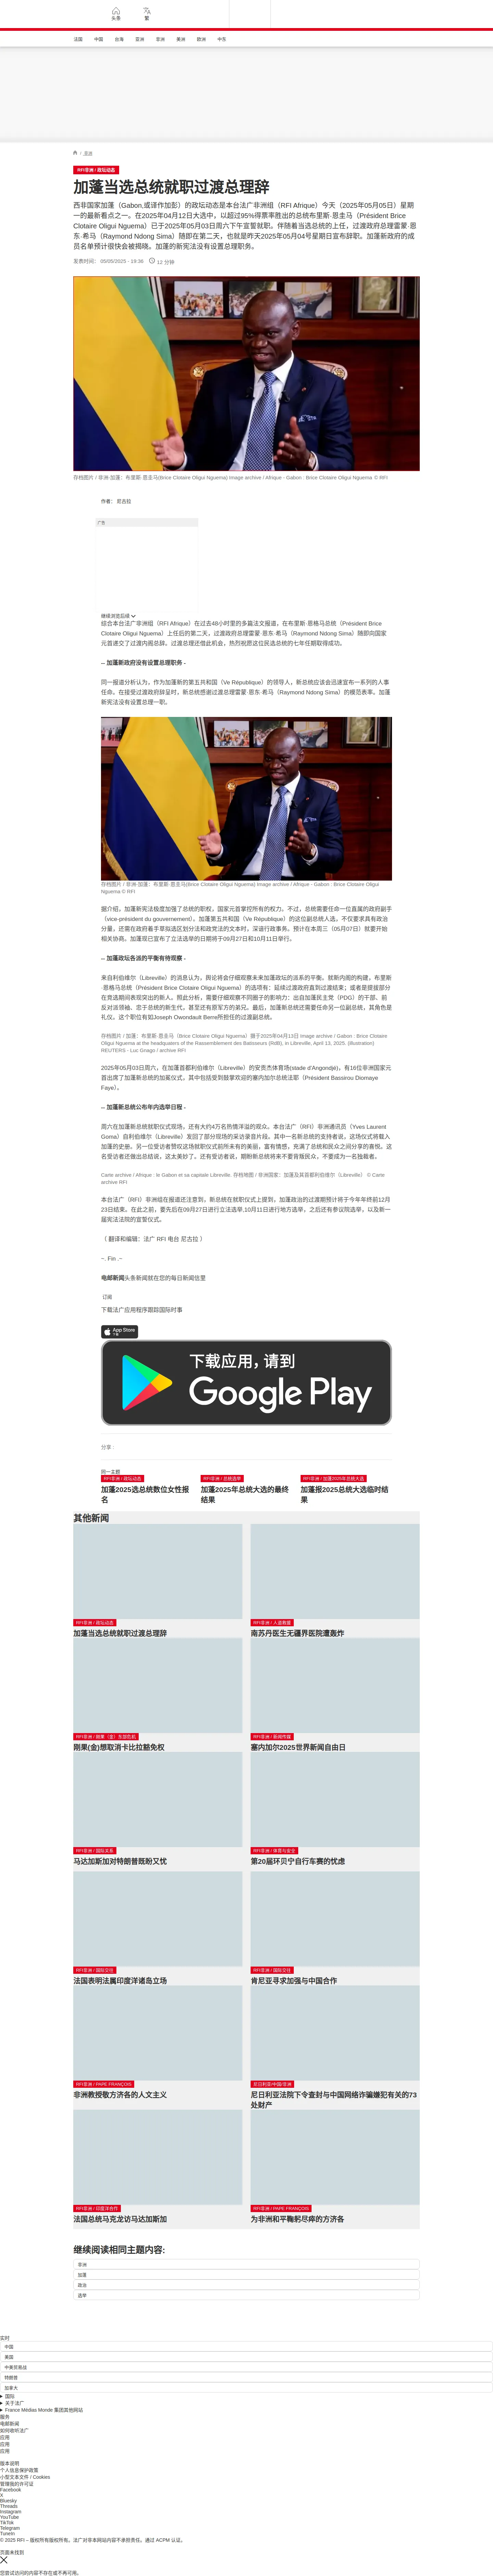 头条
繁
法国
中国
台海
亚洲
非洲
美洲
欧洲
中东
/ 非洲
RFI非洲 / 政坛动态
加蓬当选总统就职过渡总理辞
西非国家加蓬（Gabon,或译作加彭）的政坛动态是本台法广非洲组（RFI Afrique）今天（2025年05月05日）星期
一的最新看点之一。在2025年04月12日大选中，以超过95%得票率胜出的总统布里斯·恩圭马（Président Brice
Clotaire Oligui Nguema）已于2025年05月03日周六下午宣誓就职。伴随着当选总统的上任，过渡政府总理雷蒙·恩
东·希马（Raymond Ndong Sima）随即在第二天，也就是昨天2025年05月04号星期日宣布辞职。加蓬新政府的成
员名单预计很快会被揭晓。加蓬的新宪法没有设置总理职务。
发表时间： 05/05/2025 - 19:36
12 分钟
存档图片 / 非洲-加蓬：布里斯·恩圭马(Brice Clotaire Oligui Nguema) Image archive / Afrique - Gabon : Brice Clotaire Oligui Nguema © RFI
作者： 尼古拉
广告
继续浏览后续
综合本台法广非洲组（RFI Afrique）在过去48小时里的多篇法文报道，在布里斯·恩格马总统（Président Brice
Clotaire Oligui Nguema）上任后的第二天，过渡政府总理雷蒙·恩东·希马（Raymond Ndong Sima）随即向国家
元首递交了过渡内阁总辞。过渡总理还借此机会，热烈祝愿这位民选总统的七年任期取得成功。
-- 加蓬新政府没有设置总理职务 -
同一报道分析认为，作为加蓬新的第五共和国（Ve République）的领导人，新总统应该会迅速宣布一系列的人事
任命。在接受过渡政府辞呈时，新总统感谢过渡总理雷蒙·恩东·希马（Raymond Ndong Sima）的模范表率。加蓬
新宪法没有设置总理一职。
存档图片 / 非洲-加蓬：布里斯·恩圭马(Brice Clotaire Oligui Nguema) Image archive / Afrique - Gabon : Brice Clotaire Oligui
Nguema © RFI
据介绍，加蓬新宪法极度加强了总统的职权，国家元首掌控所有的权力。不过，总统需要任命一位直属的政府副手
（vice-président du gouvernement）。加蓬第五共和国（Ve République）的这位副总统人选，不仅要求具有政治
分量，还需在政府着手草拟选区划分法和政党法的文本时，深谙行政事务。预计在本周三（05月07日）就要开始
相关协商。加蓬现已宣布了立法选举的日期将于09月27日和10月11日举行。
-- 加蓬政坛各派的平衡有待观察 -
来自利伯维尔（Libreville）的消息认为，舆论将会仔细观察未来加蓬政坛的派系的平衡。就新内阁的构建，布里斯
·恩格马总统（Président Brice Clotaire Oligui Nguema）的选项有：延续过渡政府直到过渡结束；或者是提拔部分
在竞选期间表现突出的新人。照此分析，需要仔细观察不同圈子的影响力：出自加蓬民主党（PDG）的干部、前
反对派领袖、忠于总统的新生代，甚至还有原军方的弟兄。最后，加蓬新总统还需要任命另一位副总统，其角色是
礼仪。这个职位有如Joseph Owondault Berre所担任的过渡副总统。
存档图片 / 加蓬：布里斯·恩圭马（Brice Clotaire Oligui Nguema）摄于2025年04月13日 Image archive / Gabon : Brice Clotaire
Oligui Nguema at the headquaters of the Rassemblement des Batisseurs (RdB), in Libreville, April 13, 2025. (Illustration)
REUTERS - Luc Gnago / archive RFI
2025年05月03日周六，在加蓬首都利伯维尔（Libreville）的安贵杰体育场(stade d'Angondjé)，有16位非洲国家元
首出席了加蓬新总统的加冕仪式。其中包括受到鼓掌欢迎的塞内加尔总统法耶（Président Bassirou Diomaye
Faye）。
-- 加蓬新总统公布年内选举日程 -
周六在加蓬新总统就职仪式现场，还有大约4万名热情洋溢的观众。本台法广（RFI）非洲通讯员（Yves Laurent
Goma）自利伯维尔（Libreville）发回了部分现场的采访录音片段。其中一名新总统的支持者说，这场仪式将载入
加蓬的史册。另一位受访者赞叹这场就职仪式前所未有的美丽，富有情感，充满了总统和民众之间分享的喜悦。这
名受访者还做出总结说，这太美妙了。还有受访者说，期盼新总统将来不要背叛民众，不要成为一名独裁者。
Carte archive / Afrique : le Gabon et sa capitale Libreville. 存档地图 / 非洲国家：加蓬及其首都利伯维尔（Libreville） © Carte
archive RFI
本台法广（RFI）非洲组在报道还注意到，新总统在就职仪式上提到，加蓬政治的过渡期预计将于今年年终前12月
23日结束。在此之前，要先后在09月27日进行立法选举,10月11日进行地方选举，之后还有参议院选举，以及新一
届宪法法院的宣誓仪式。
（ 翻译和编辑：法广 RFI 电台 尼古拉 ）
~. Fin .~
电邮新闻头条新闻就在您的每日新闻信里
订阅
下载法广应用程序跟踪国际时事
App Store
下载
下载应用，请到
Google Play
分享 :
同一主题
RFI非洲 / 政坛动态
加蓬2025选总统数位女性报
名
RFI非洲 / 总统选举
加蓬2025年总统大选的最终
结果
RFI非洲 / 加蓬2025年总统大选
加蓬报2025总统大选临时结
果
其他新闻
RFI非洲 / 政坛动态
加蓬当选总统就职过渡总理辞
RFI非洲 / 人道救援
南苏丹医生无疆界医院遭轰炸
RFI非洲 / 刚果（金）东部危机
刚果(金)想取消卡比拉豁免权
RFI非洲 / 新闻传媒
塞内加尔2025世界新闻自由日
RFI非洲 / 国际关系
马达加斯加对特朗普既盼又忧
RFI非洲 / 体育与安全
第20届环贝宁自行车赛的忧虑
RFI非洲 / 国际交往
法国表明法属印度洋诸岛立场
RFI非洲 / 国际交往
肯尼亚寻求加强与中国合作
RFI非洲 / PAPE FRANÇOIS
非洲教授敬方济各的人文主义
尼日利亚/中国/非洲
尼日利亚法院下令查封与中国网络诈骗嫌犯有关的73
处财产
RFI非洲 / 印度洋合作
法国总统马克龙访马达加斯加
RFI非洲 / PAPE FRANÇOIS
为非洲和平鞠躬尽瘁的方济各
继续阅读相同主题内容:
非洲
加蓬
政治
选举
实时
中国
美国
中美贸易战
特朗普
加拿大
国际
关于法广
France Médias Monde 集团其他网站
服务
电邮新闻
如何收听法广
应用
应用
应用
版本说明
个人信息保护政策
小型文本文件 / Cookies
管理我的许可证
Facebook
X
Bluesky
Threads
Instagram
YouTube
TikTok
Telegram
TuneIn
© 2025 RFI – 版权所有版权所有。法广对非本网站内容不承担责任。通过 ACPM 认证。
页面未找到
您尝试访问的内容不存在或不再可用。